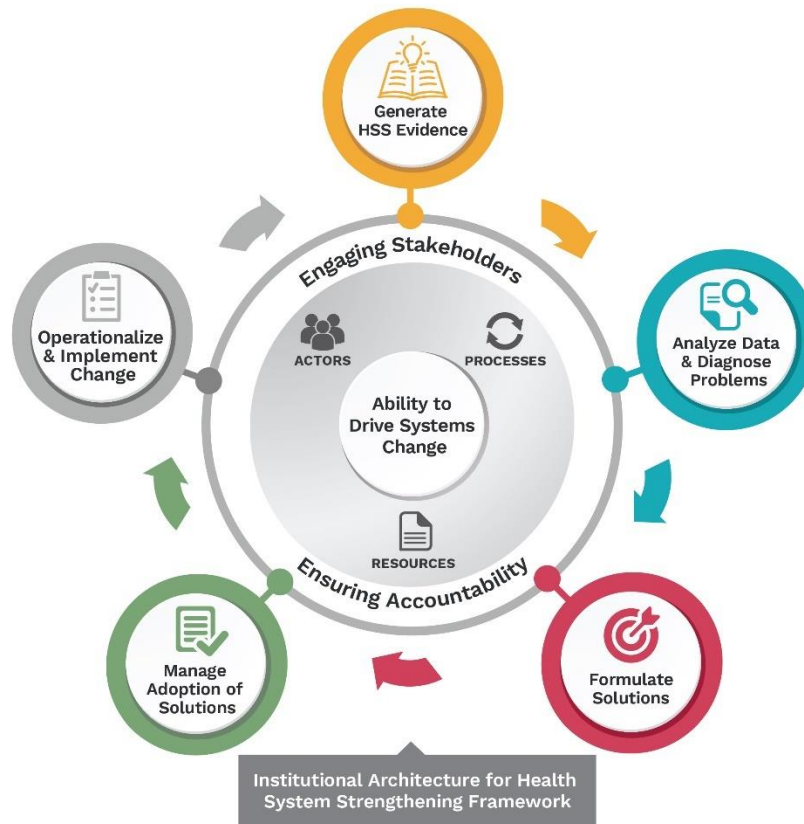 Generate
HSS Evidence
Engaging Stakeholders
Operationalize
& Implement
Change
ACTORS
PROCESSES
Analyze Data
& Diagnose
Problems
Ability to
Drive Systems
Change
RESOURCES
Ensuring Accountability
Manage
Adoption of
Solutions
Formulate
Solutions
Institutional Architecture for Health
System Strengthening Framework